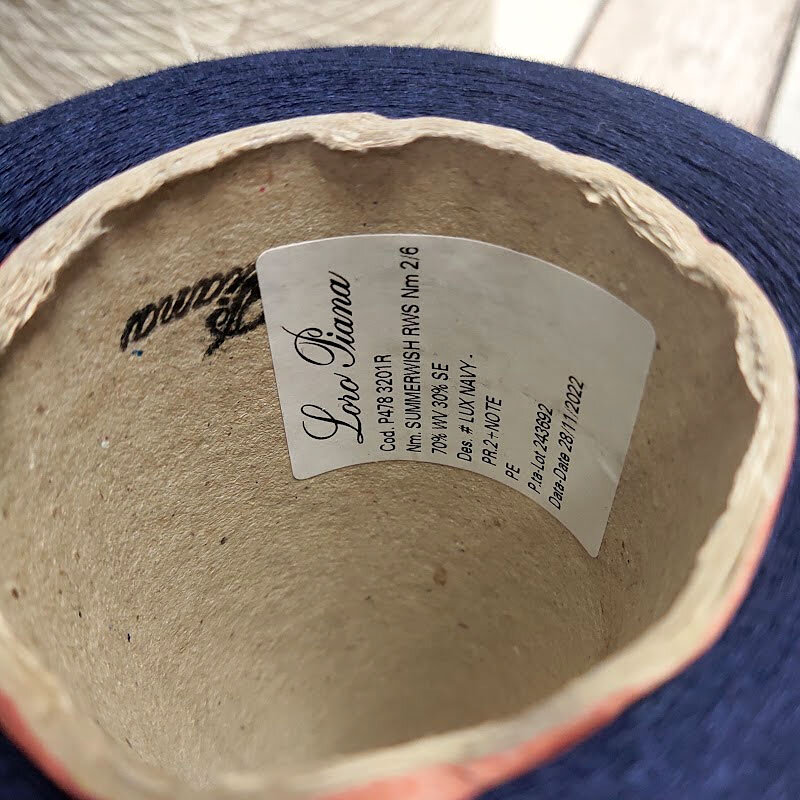 Loro Piana
Cod. P478 3201R
Nm. SUMMERWISH RWS Nm 2/6
70% WV 30% SE
Des. # LUX NAVY .
PR.2+NOTE
PE
P.ta-Lot 243692
Data-Date 28/11/2022